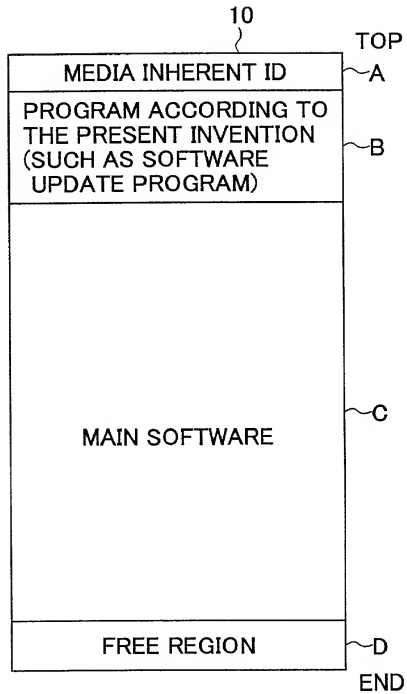 10
TOP
MEDIA INHERENT ID
A
PROGRAM ACCORDING TO
THE PRESENT INVENTION
(SUCH AS SOFTWARE
UPDATE PROGRAM)
B
MAIN SOFTWARE
C
FREE REGION
D
END